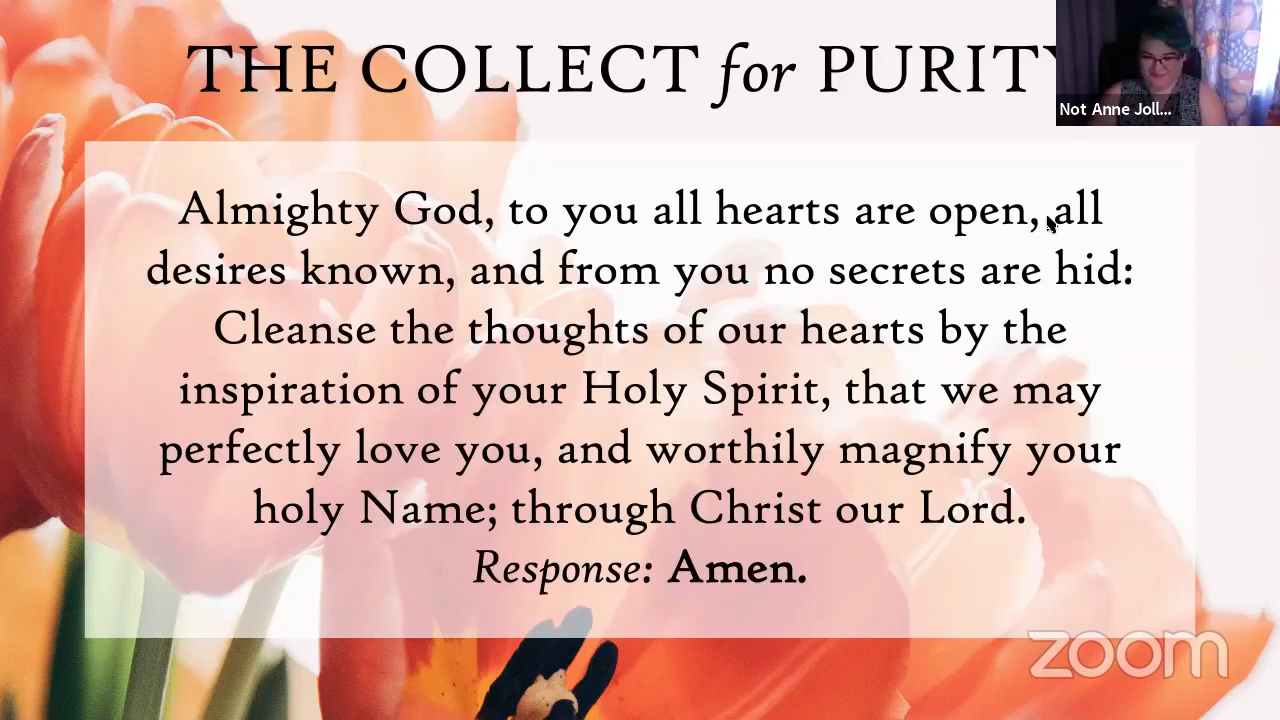 THE COLLECT for PURITY
Not Anne Joll...
Almighty God, to you all hearts are open, all
desires known, and from you no secrets are hid:
Cleanse the thoughts of our hearts by the
inspiration of your Holy Spirit, that we may
perfectly love you, and worthily magnify your
holy Name; through Christ our Lord.
Response: Amen.
zoom